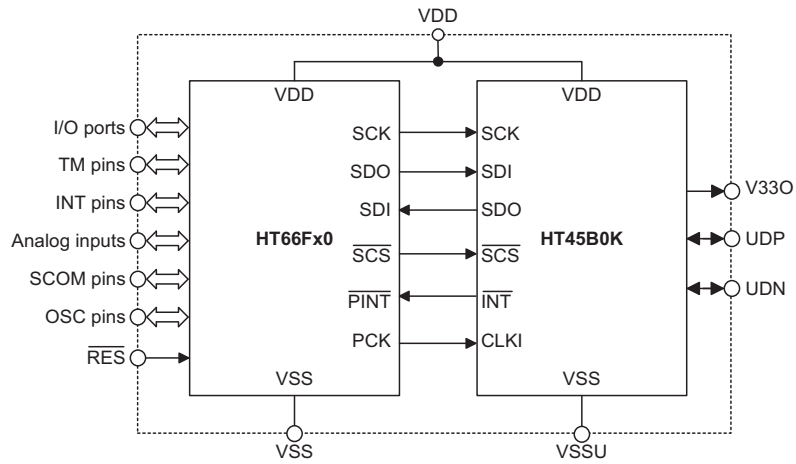 VDD
VDD VDD
I/O ports SCK SCK
TM pins SDO SDI V33O
INT pins SDI SDO
Analog inputs HT66Fx0 HT45B0K UDP
SCOM pins SCS SCS
OSC pins PINT INT UDN
RES PCK CLKI
VSS VSS
VSS VSSU